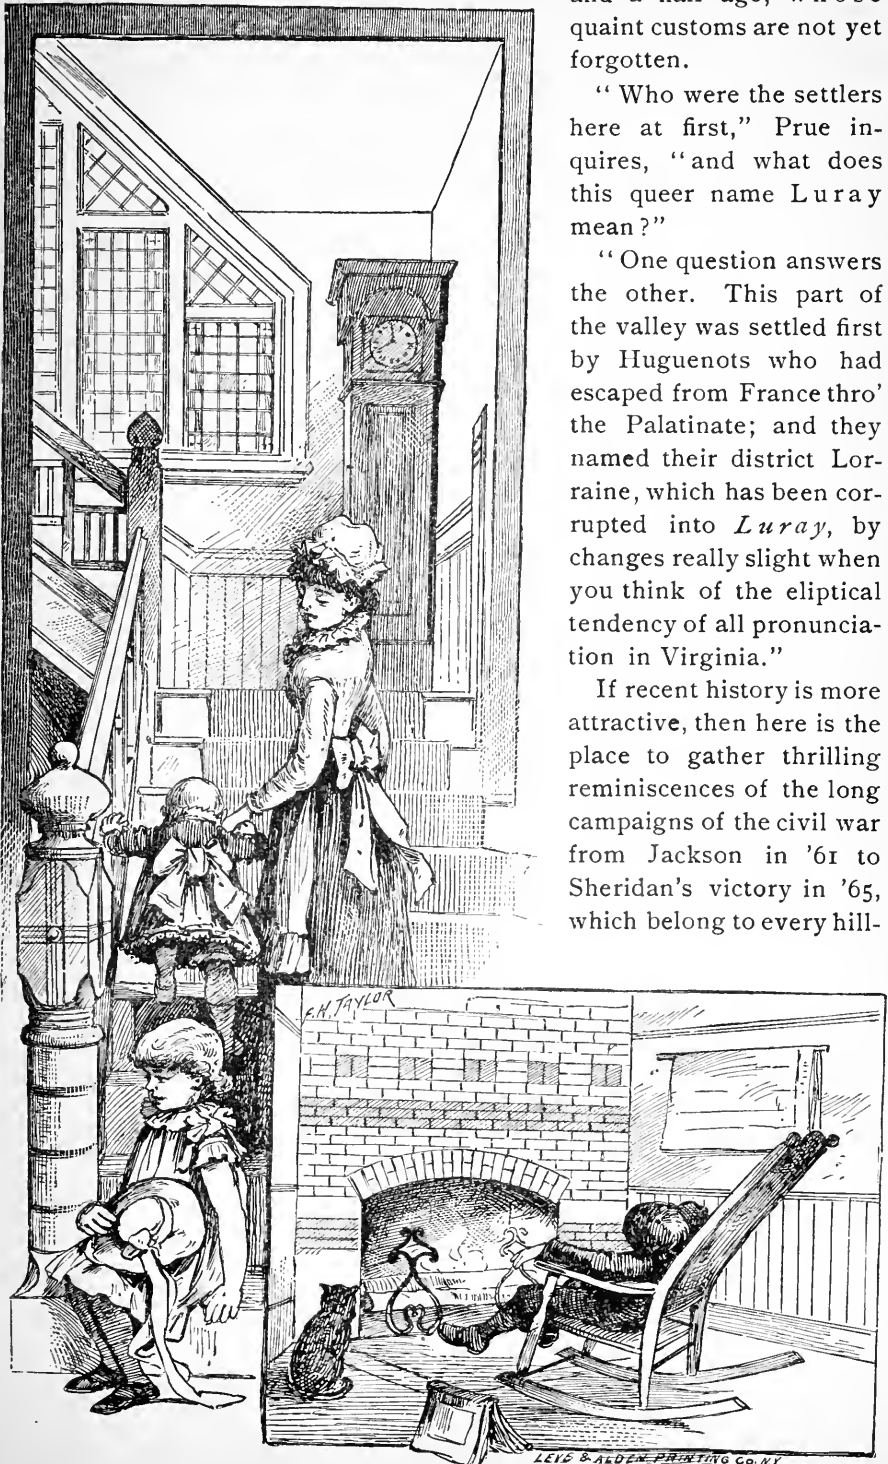 quaint customs are not yet
forgotten.
“ Who were the settlers
here at first,” Prue in-
quires, “and what does
this queer name Luray
mean?”
“ One question answers
the other. This part of
the valley was settled first
by Huguenots who had
escaped from France thro’
the Palatinate; and they
named their district Lor-
raine, which has been cor-
rupted into Luray, by
changes really slight when
you think of the eliptical
tendency of all pronuncia-
tion in Virginia.”
If recent history is more
attractive, then here is the
place to gather thrilling
reminiscences of the long
campaigns of the civil war
from Jackson in ’61 to
Sheridan’s victory in ’65,
which belong to every hill-
F.H. TAYLOR
LEVE & ALDEN PRINTING CO. N.Y.